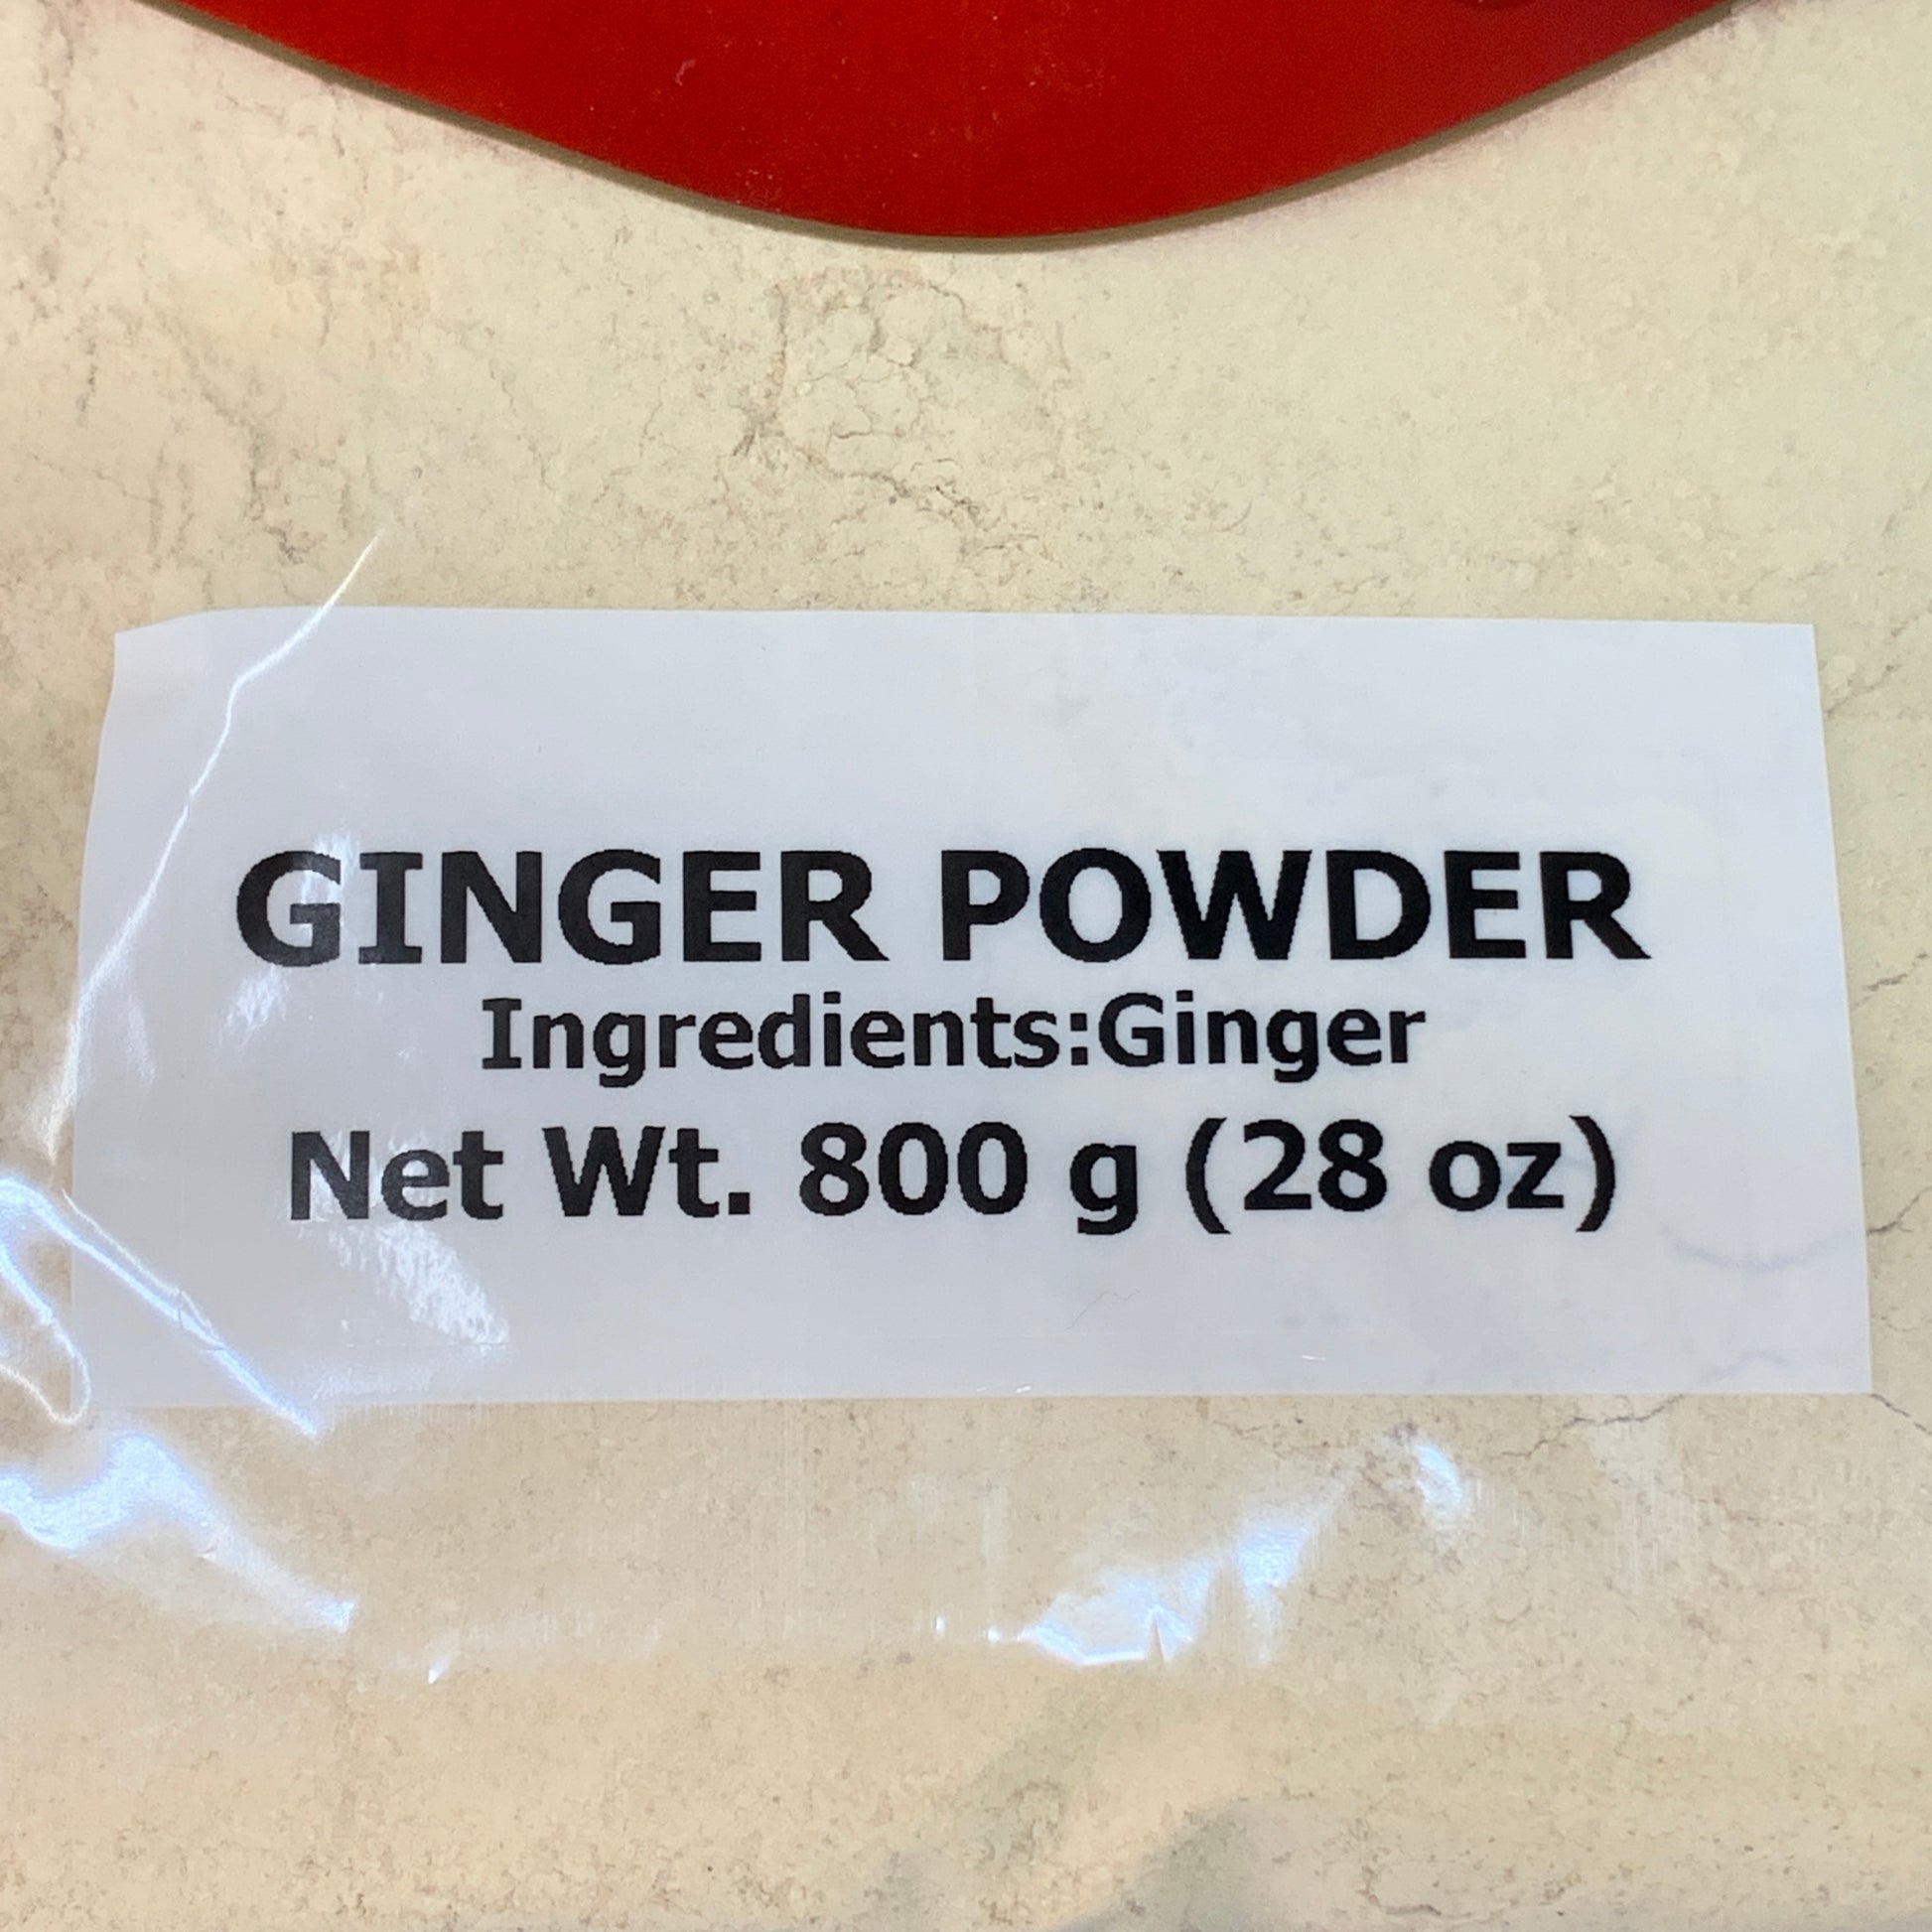 GINGER POWDER
Ingredients:Ginger
Net Wt. 800 g (28 oz)